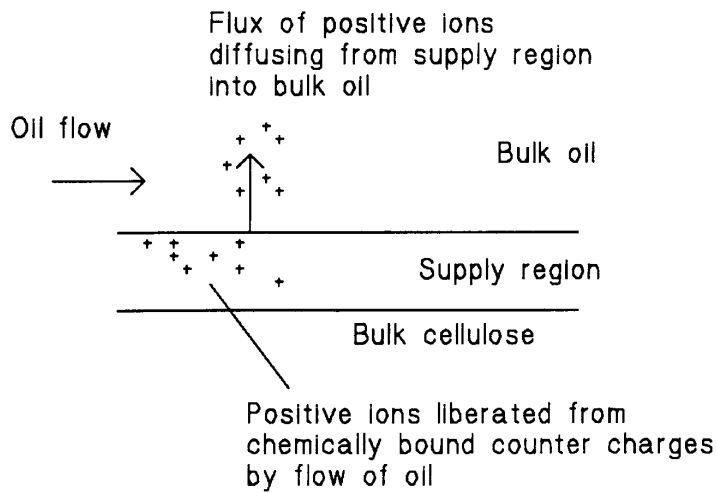 Flux of positive ions
diffusing from supply region
into bulk oil
Oil flow
Bulk oil
Supply region
Bulk cellulose
Positive ions liberated from
chemically bound counter charges
by flow of oil